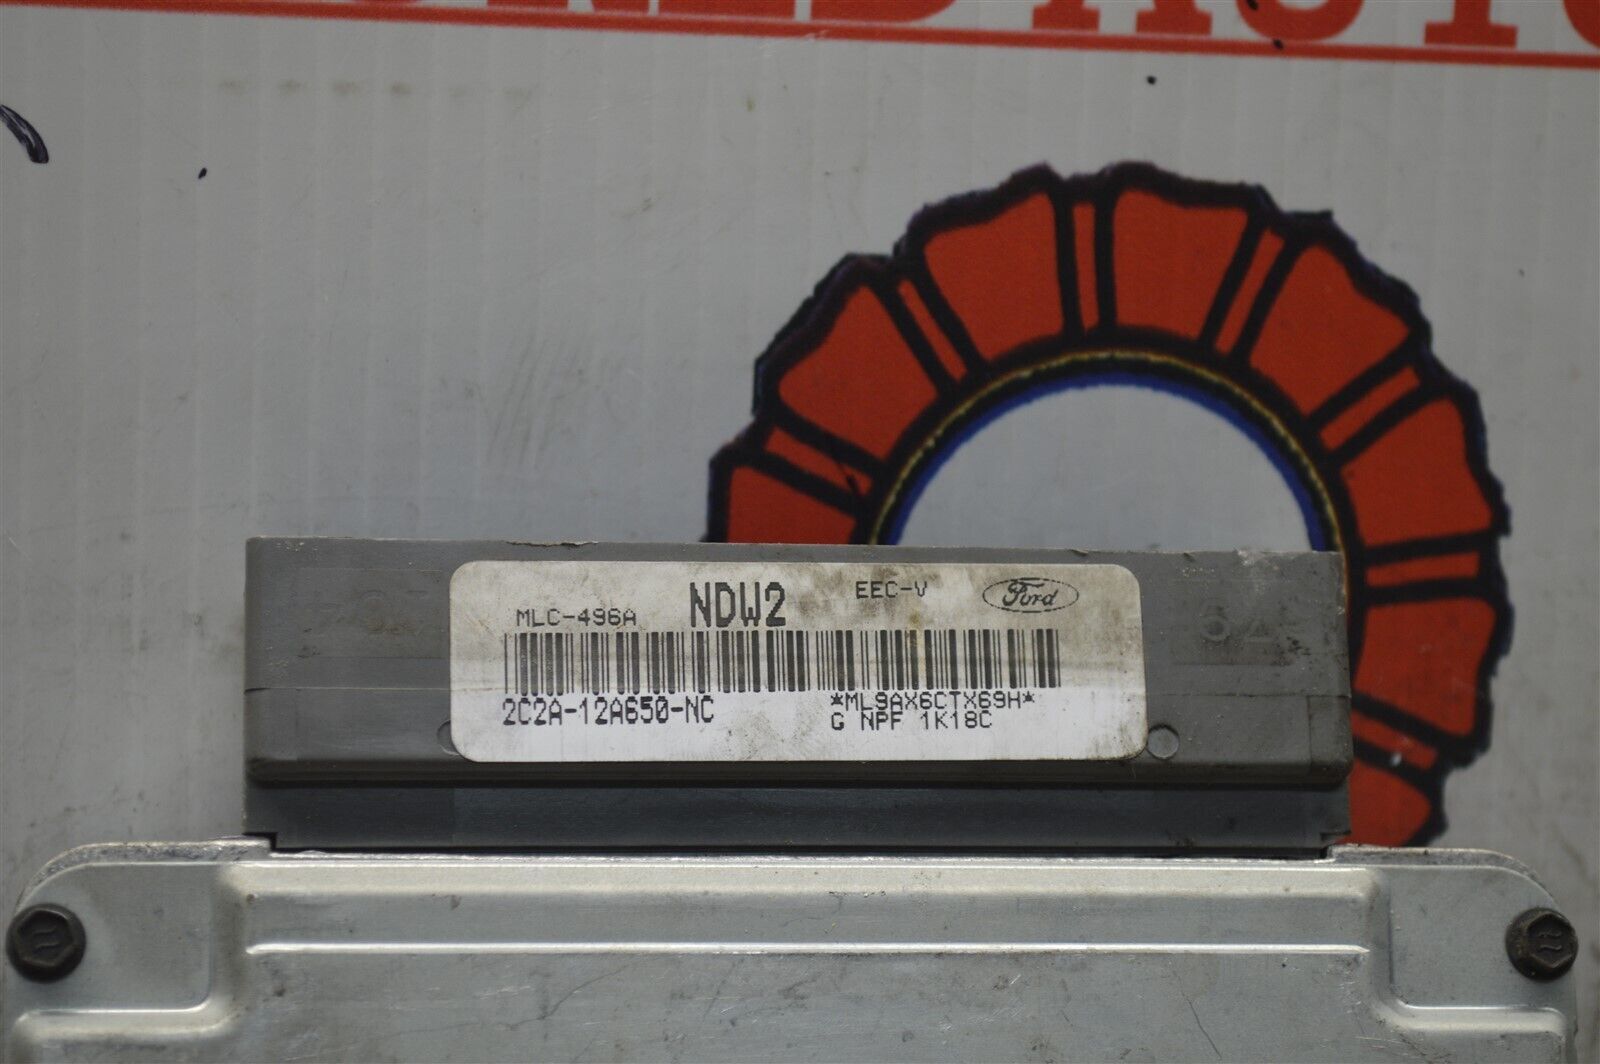 MLC-496A NDW2 EEC-V Ford
2C2A-12A650-NC *ML9AX6CTX69H*
G NPF 1K18C